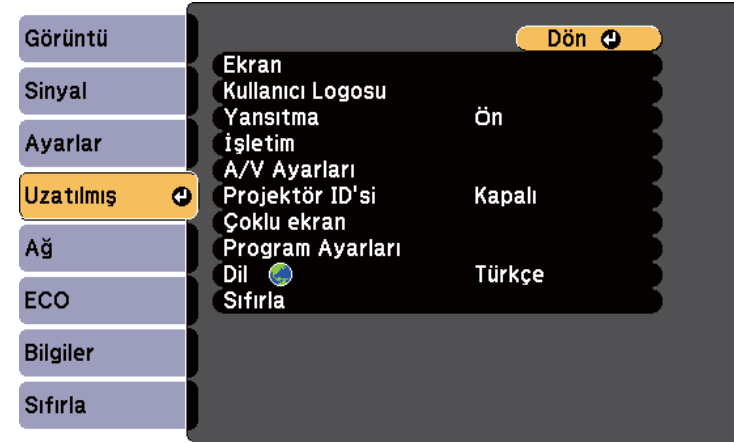 Görüntü
Sinyal
Ayarlar
Uzatılmış
Ağ
ECO
Bilgiler
Sıfırla
Dön
Ekran
Kullanıcı Logosu
Yansıtma Ön
İşletim
A/V Ayarları
Projektör ID'si Kapalı
Çoklu ekran
Program Ayarları
Dil Türkçe
Sıfırla